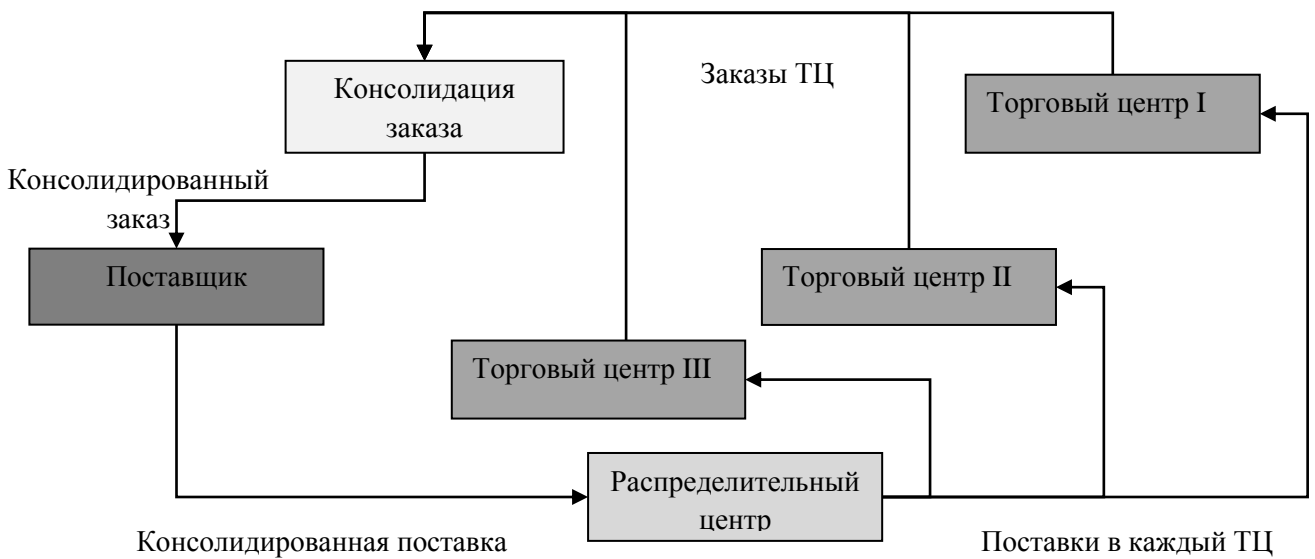 Заказы ТЦ
Консолидация
заказа
Торговый центр I
Консолидированный
заказ
Поставщик
Торговый центр II
Торговый центр III
Распределительный
центр
Консолидированная поставка
Поставки в каждый ТЦ